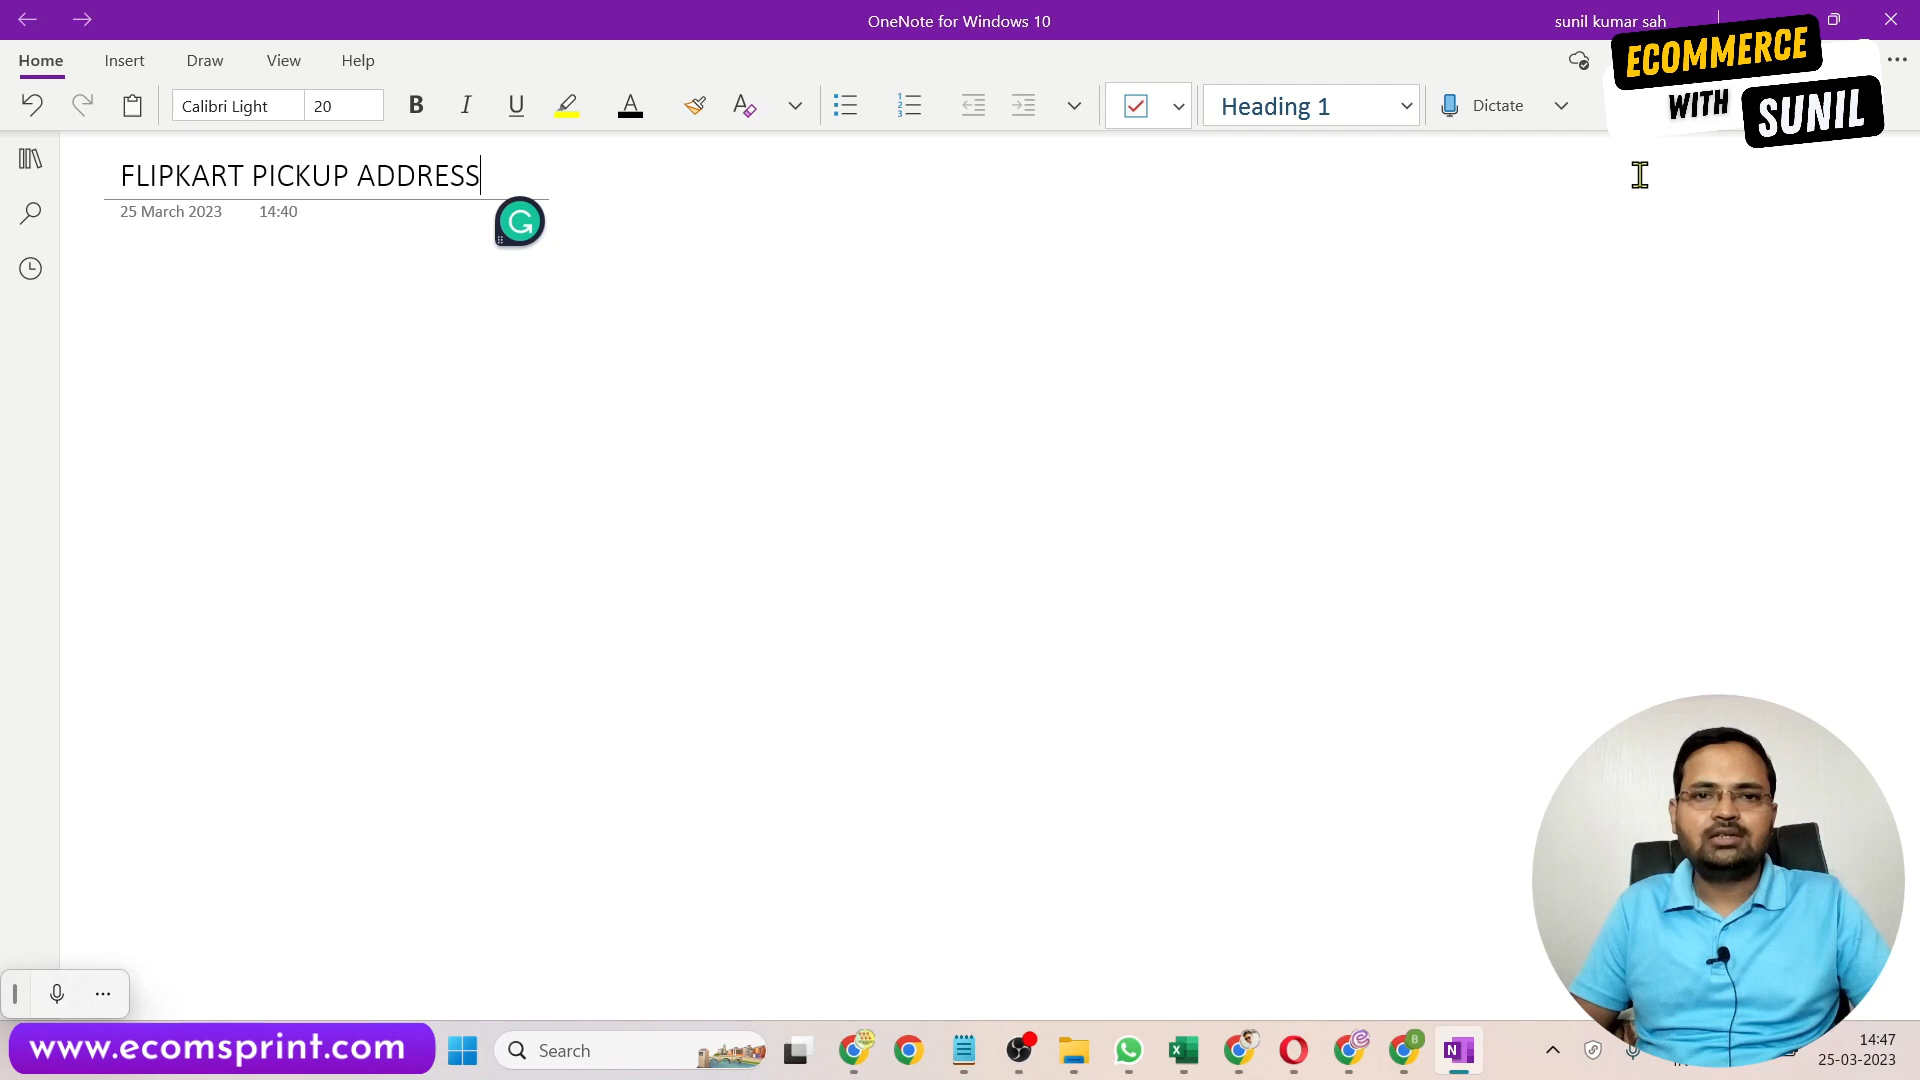 OneNote for Windows 10
sunil kumar sah
Home Insert Draw View Help
ECOMMERCE
WITH SUNIL
Calibri Light 20 B I U A A Heading 1 Dictate
FLIPKART PICKUP ADDRESS
25 March 2023 14:40
www.ecomsprint.com
Search
14:47
25-03-2023